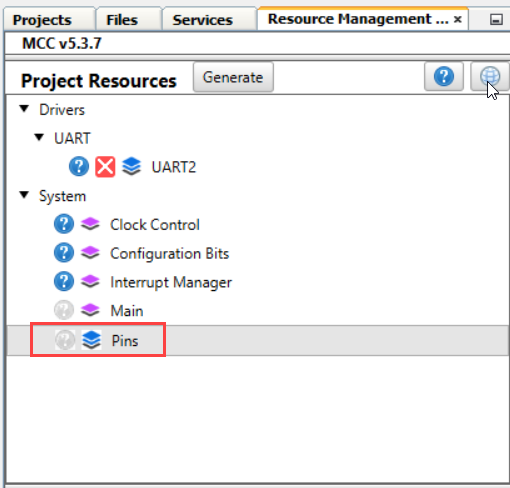 Projects Files Services Resource Management ... ×
MCC v5.3.7
Project Resources Generate ?
Drivers
UART
? UART2
System
? Clock Control
? Configuration Bits
? Interrupt Manager
? Main
? Pins